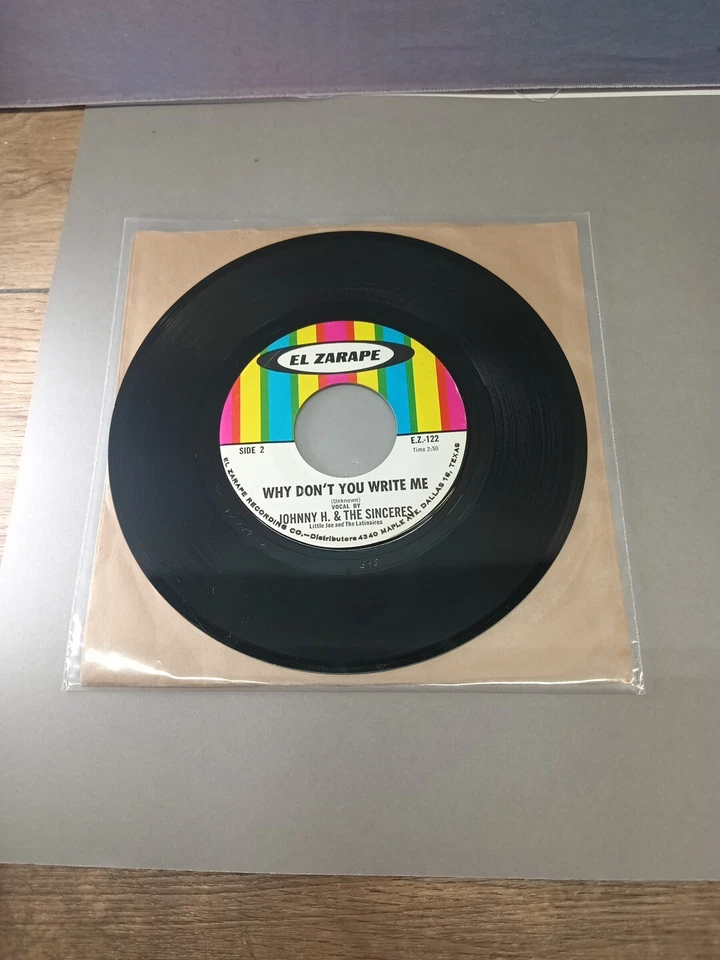 EL ZARAPE
SIDE 2
E.Z.-122
Time 2:50
WHY DON'T YOU WRITE ME
(Unknown)
VOCAL BY
JOHNNY H. & THE SINCERES
Little Joe and The Latinaires
EL ZARAPE RECORDING CO.—Distributors 4340 MAPLE AVE. DALLAS 19, TEXAS